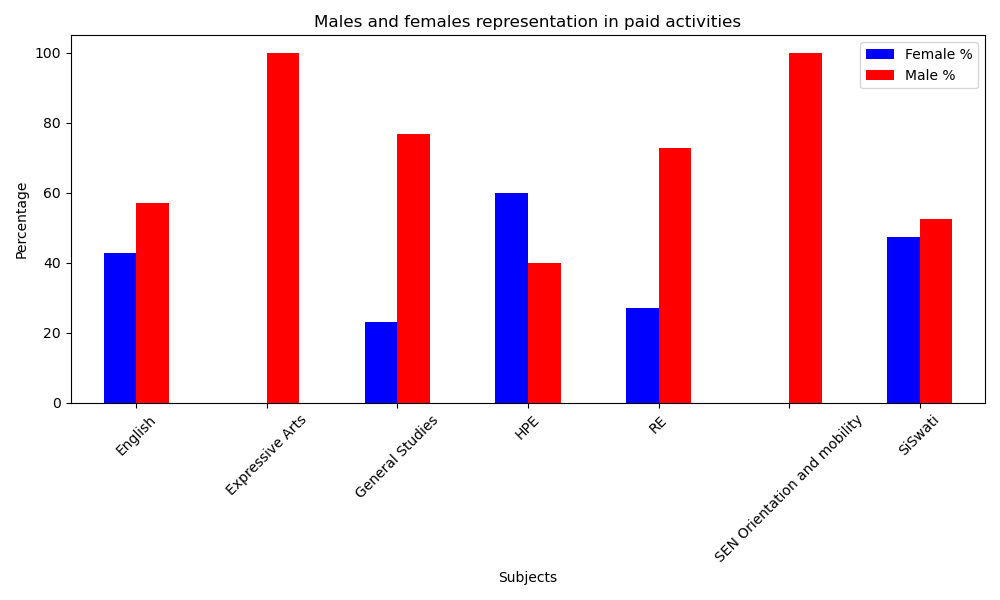 Males and females representation in paid activities
Female %
Male %
Percentage
100
80
60
40
20
0
English
Expressive Arts
General Studies
HPE
RE
SEN Orientation and mobility
SiSwati
Subjects